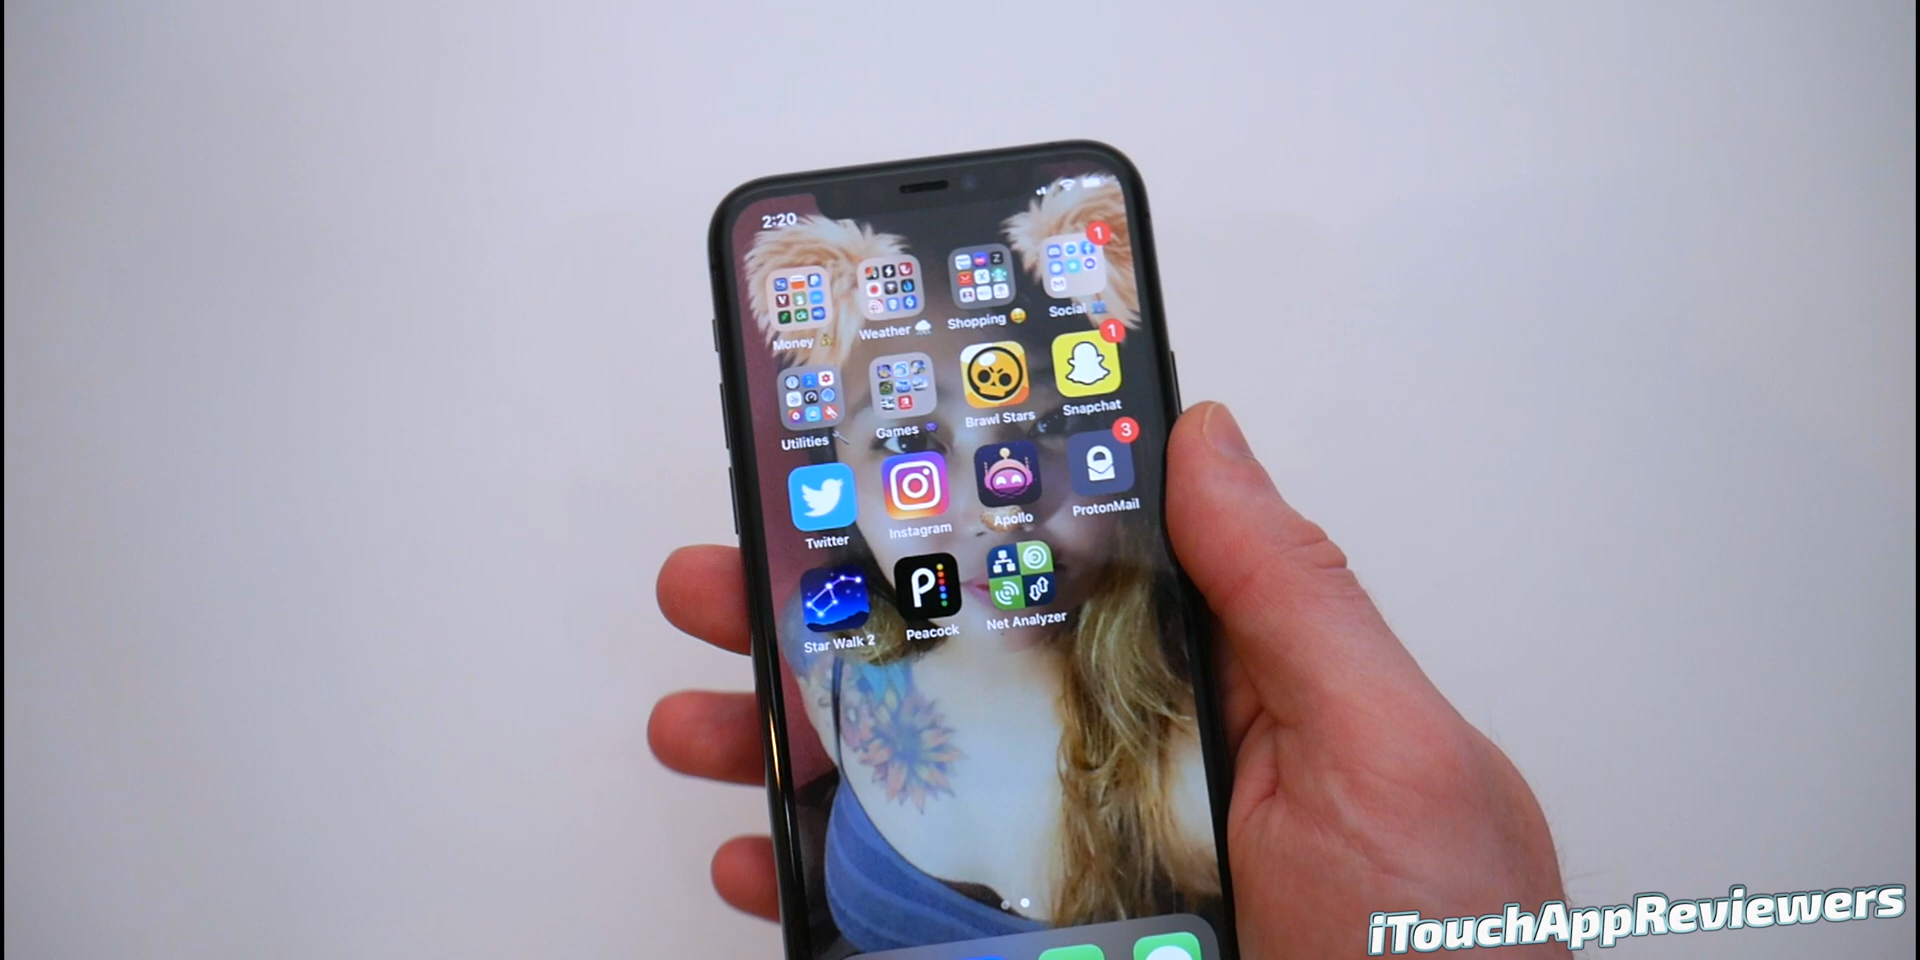 2:20
Money
Weather
Shopping
Social
1
Utilities
Games
Brawl Stars
Snapchat
1
Twitter
Instagram
Apollo
ProtonMail
3
Star Walk 2
Peacock
Net Analyzer
iTouchAppReviewers